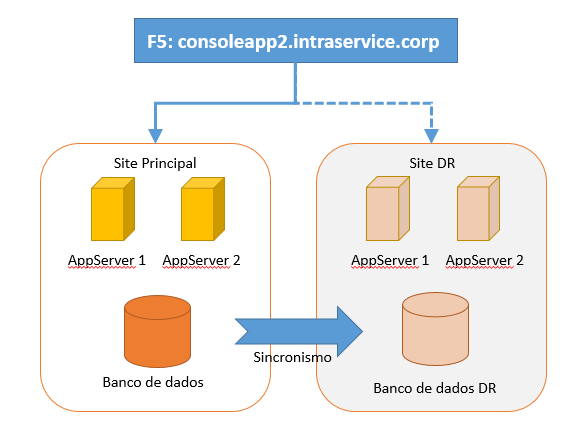 F5: consoleapp2.intraservice.corp
Site Principal
AppServer 1
AppServer 2
Banco de dados
Sincronismo
Site DR
AppServer 1
AppServer 2
Banco de dados DR